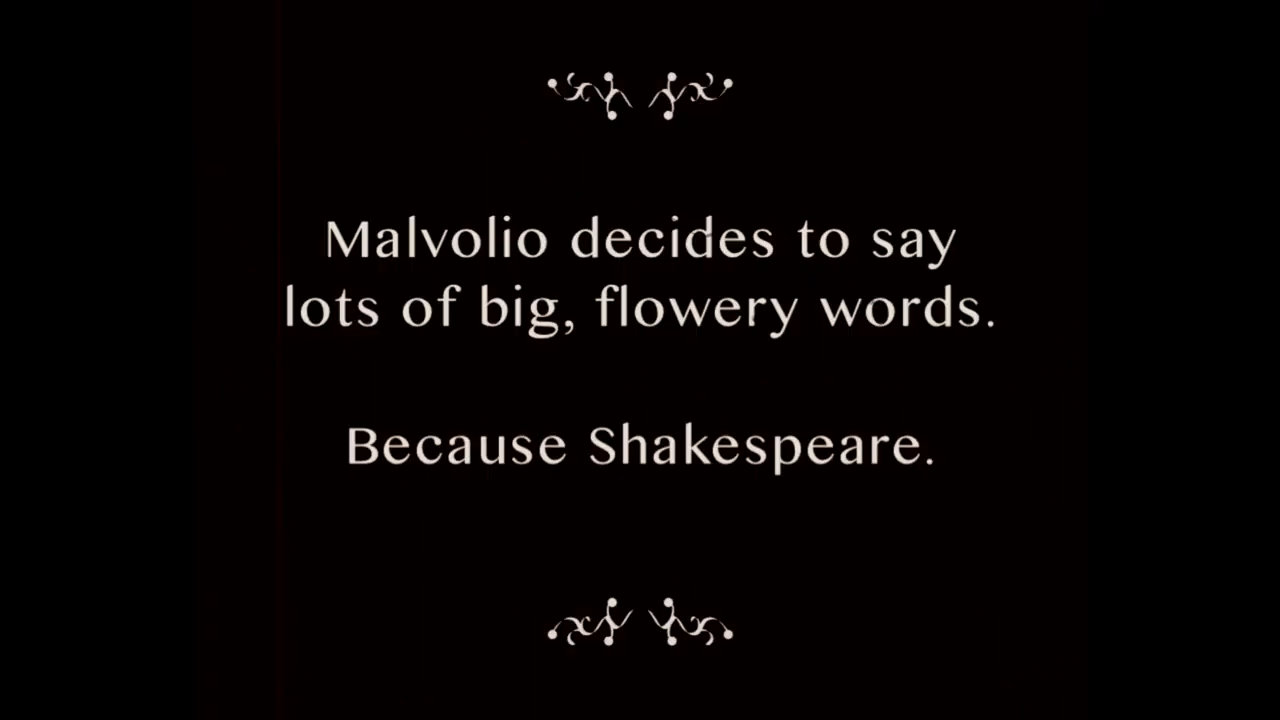 Malvolio decides to say
lots of big, flowery words.
Because Shakespeare.